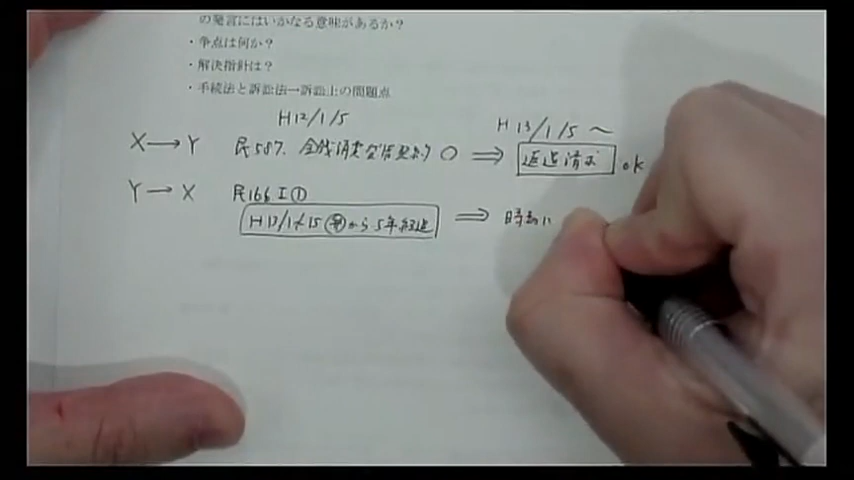 の発言にはいかなる意味があるか？
・争点は何か？
・解決指針は？
・手続法と訴訟法―訴訟上の問題点
H12/1/5
H13/1/5〜
X→Y 民587. 金銭消費貸借契約 ○ ⇒ 返還済求 ok
Y→X 民166 I ①
H13/1/15 から5年経過 ⇒ 時高い